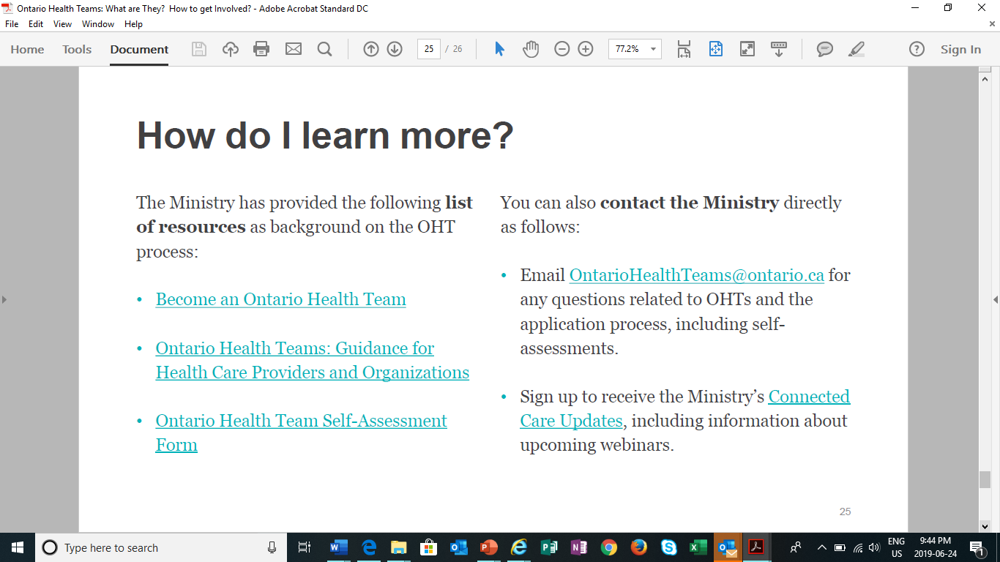 Ontario Health Teams: What are They?  How to get Involved? - Adobe Acrobat Standard DC
File Edit View Window Help
Home Tools Document 25 / 26 77.2% Sign In
How do I learn more?
The Ministry has provided the following list
of resources as background on the OHT
process:
• Become an Ontario Health Team
• Ontario Health Teams: Guidance for
Health Care Providers and Organizations
• Ontario Health Team Self-Assessment
Form
You can also contact the Ministry directly
as follows:
• Email OntarioHealthTeams@ontario.ca for
any questions related to OHTs and the
application process, including self-
assessments.
• Sign up to receive the Ministry’s Connected
Care Updates, including information about
upcoming webinars.
25
Type here to search
ENG
US
9:44 PM
2019-06-24
1